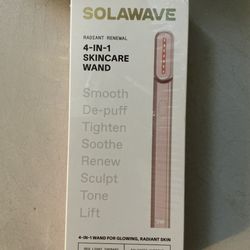 SOLAWAVE
RADIANT RENEWAL
4-IN-1
SKINCARE
WAND
Smooth
De-puff
Tighten
Soothe
Renew
Sculpt
Tone
Lift
4-IN-1 WAND FOR GLOWING, RADIANT SKIN